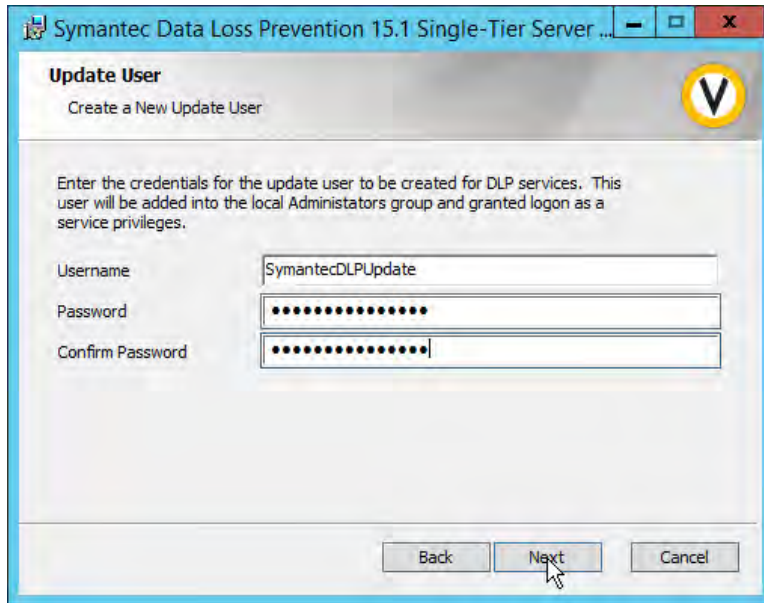 Symantec Data Loss Prevention 15.1 Single-Tier Server ...
Update User
Create a New Update User
V
Enter the credentials for the update user to be created for DLP services. This
user will be added into the local Administators group and granted logon as a
service privileges.
Username
SymantecDLPUpdate
Password
•••••••••••••••
Confirm Password
•••••••••••••••
Back Next Cancel